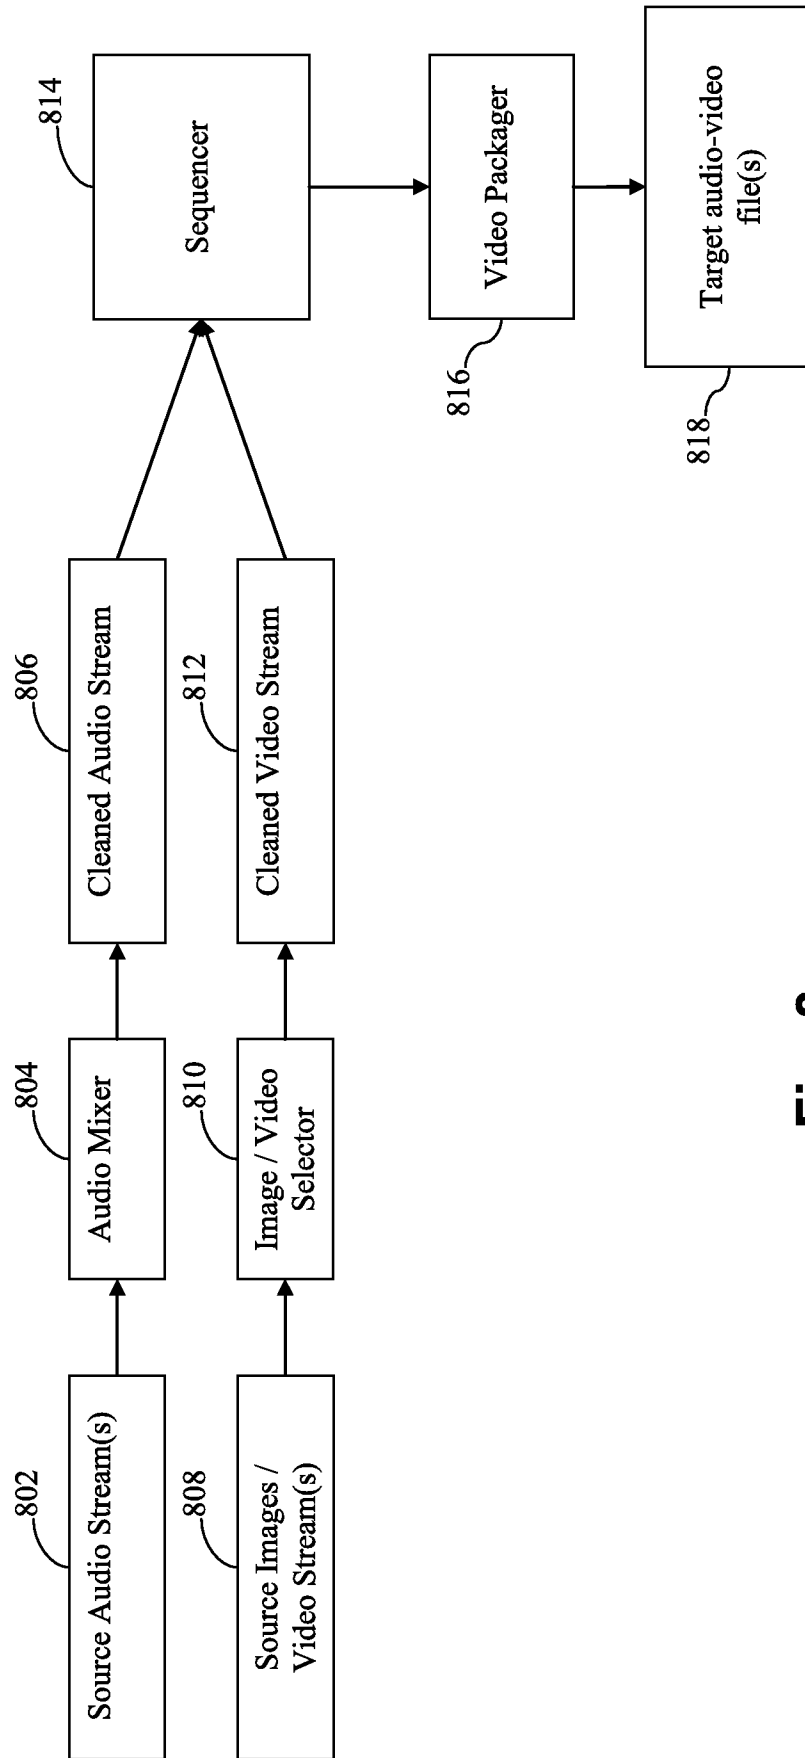 802
Source Audio Stream(s)
804
Audio Mixer
806
Cleaned Audio Stream
808
Source Images /
Video Stream(s)
810
Image / Video
Selector
812
Cleaned Video Stream
814
Sequencer
816
Video Packager
818
Target audio-video
file(s)